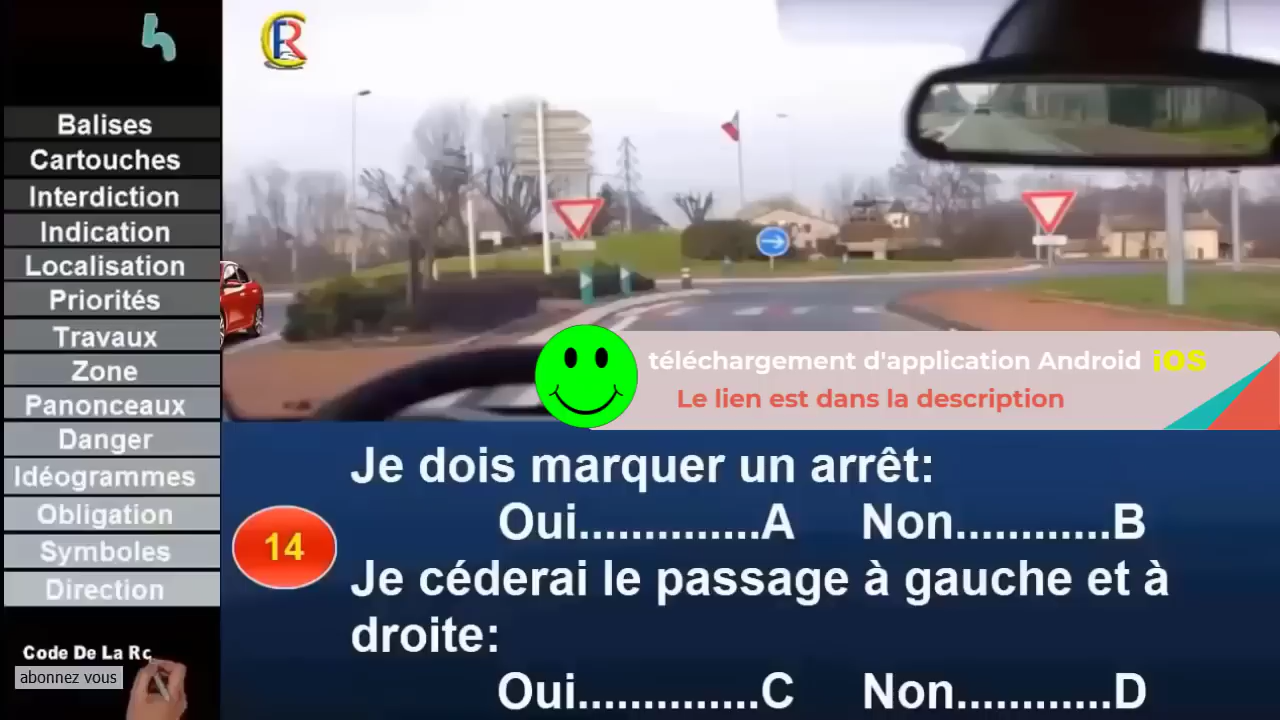 CFR
Balises
Cartouches
Interdiction
Indication
Localisation
Priorités
Travaux
Zone
Panonceaux
Danger
Idéogrammes
Obligation
Symboles
Direction
Code De La Rc
abonnez vous
téléchargement d'application Android iOS
Le lien est dans la description
14
Je dois marquer un arrêt:
Oui..............A Non............B
Je céderai le passage à gauche et à
droite:
Oui..............C Non............D